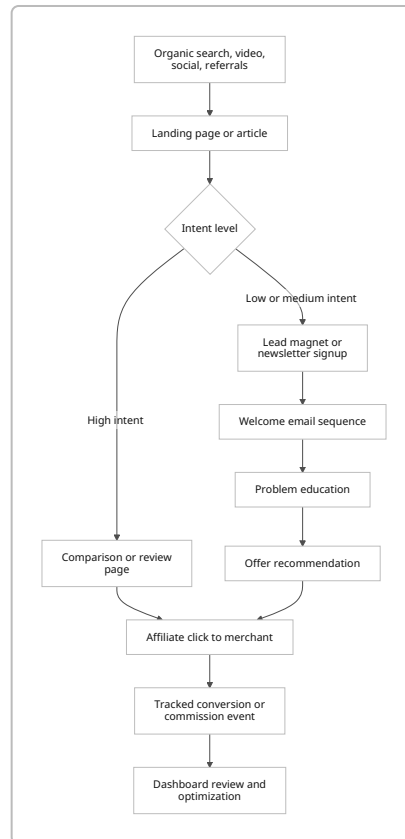 Organic search, video,
social, referrals
Landing page or article
Intent level
Low or medium intent
Lead magnet or
newsletter signup
Welcome email sequence
High intent
Problem education
Comparison or review
page
Offer recommendation
Affiliate click to merchant
Tracked conversion or
commission event
Dashboard review and
optimization